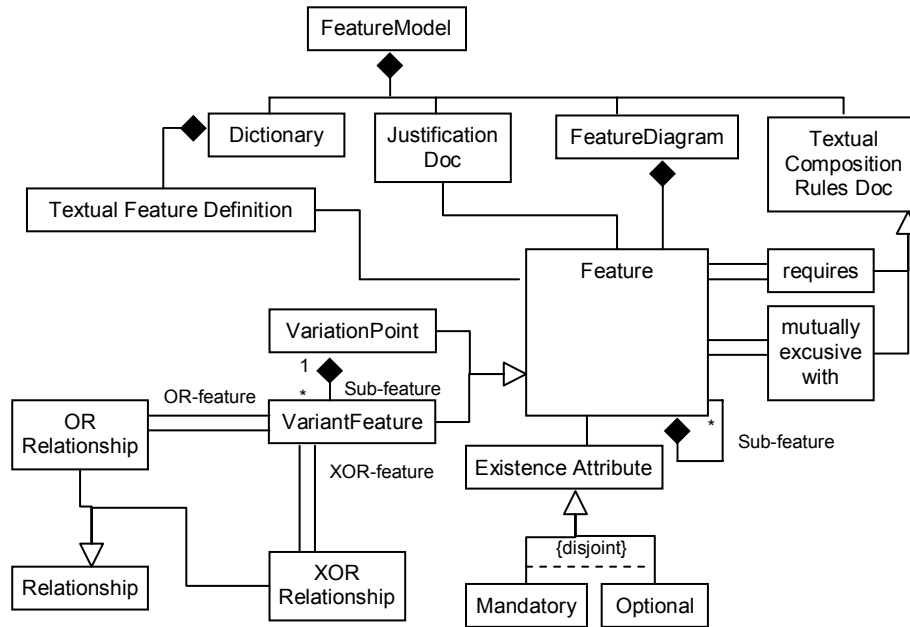 FeatureModel
Dictionary
Justification
Doc
FeatureDiagram
Textual
Composition
Rules Doc
Textual Feature Definition
Feature
requires
VariationPoint
mutually
excusive
with
1
*
Sub-feature
OR-feature
OR
Relationship
VariantFeature
*
Sub-feature
XOR-feature
Existence Attribute
{disjoint}
Relationship
XOR
Relationship
Mandatory
Optional